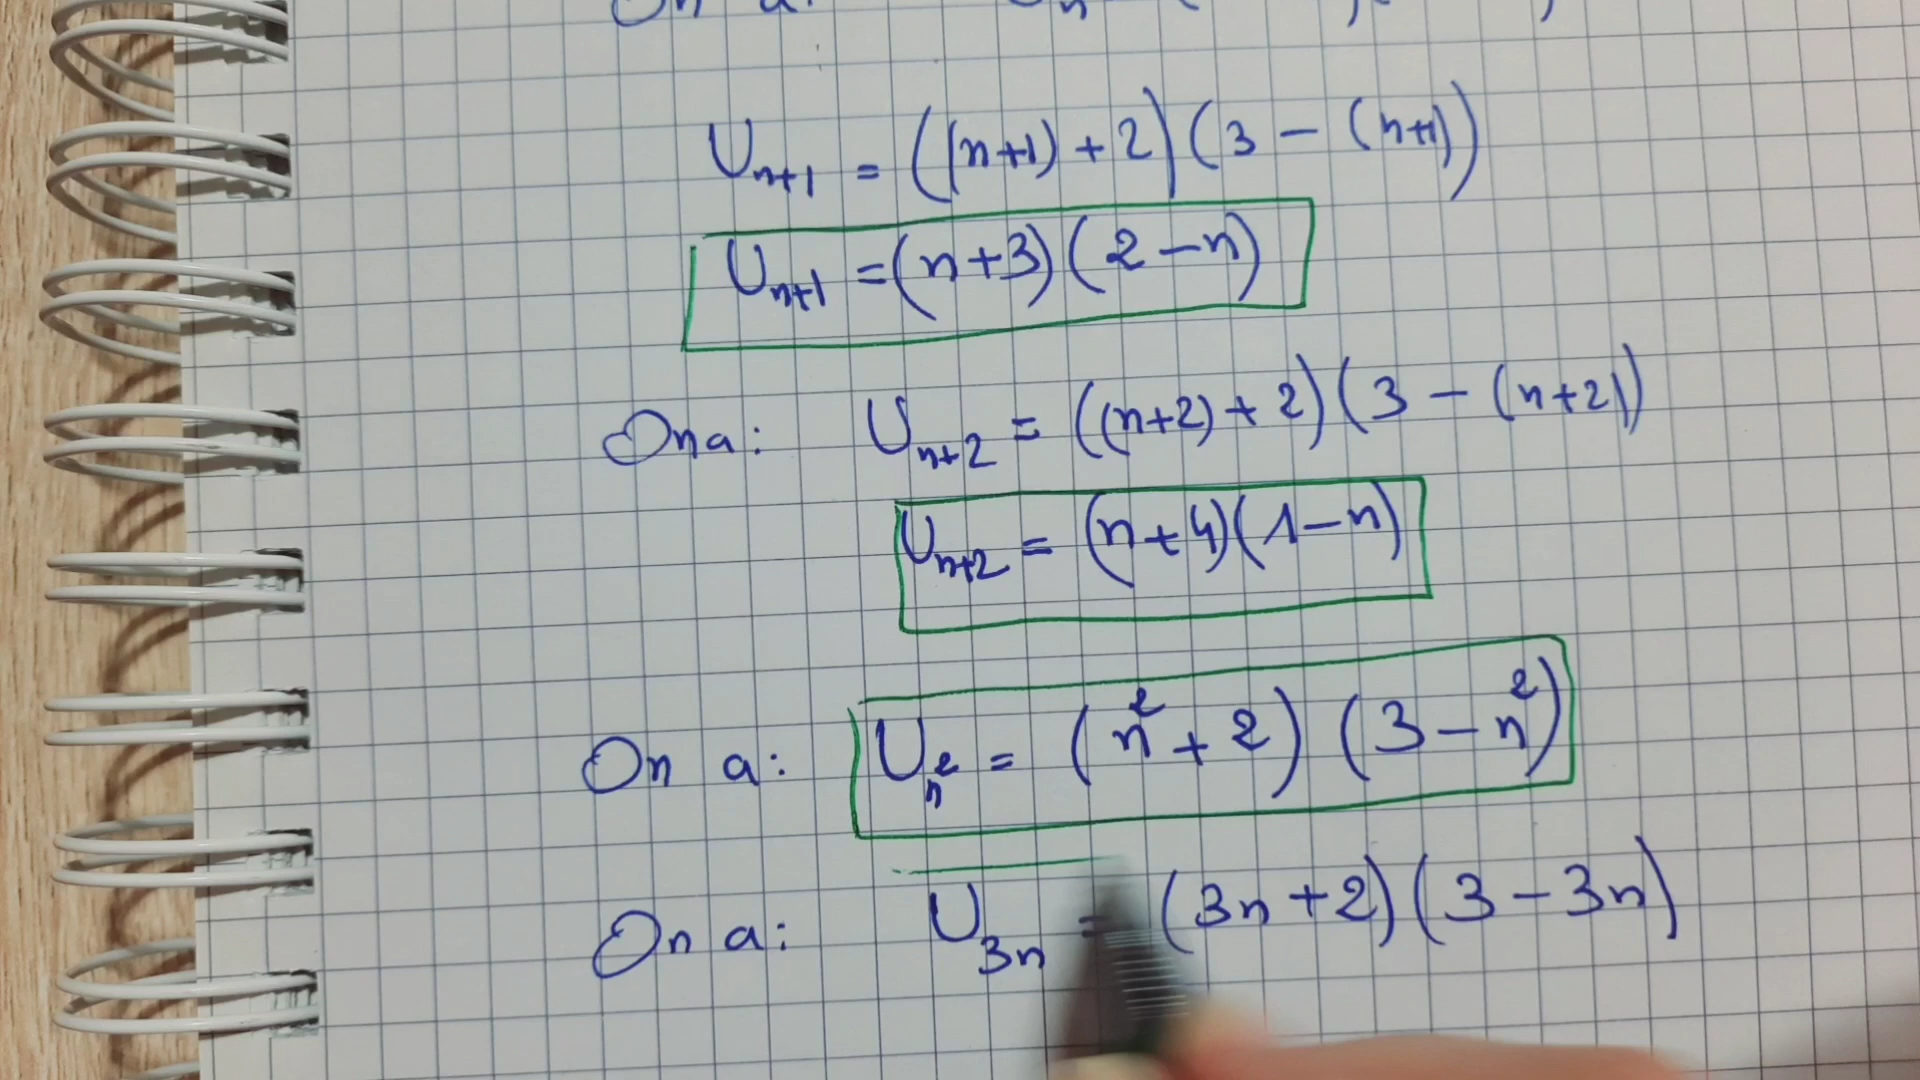 On a:
U_{n+1} = ((n+1)+2)(3-(n+1))
U_{n+1} = (n+3)(2-n)
On a: U_{n+2} = ((n+2)+2)(3-(n+2))
U_{n+2} = (n+4)(1-n)
On a: U_{n²} = (n²+2)(3-n²)
On a: U_{3n} = (3n+2)(3-3n)